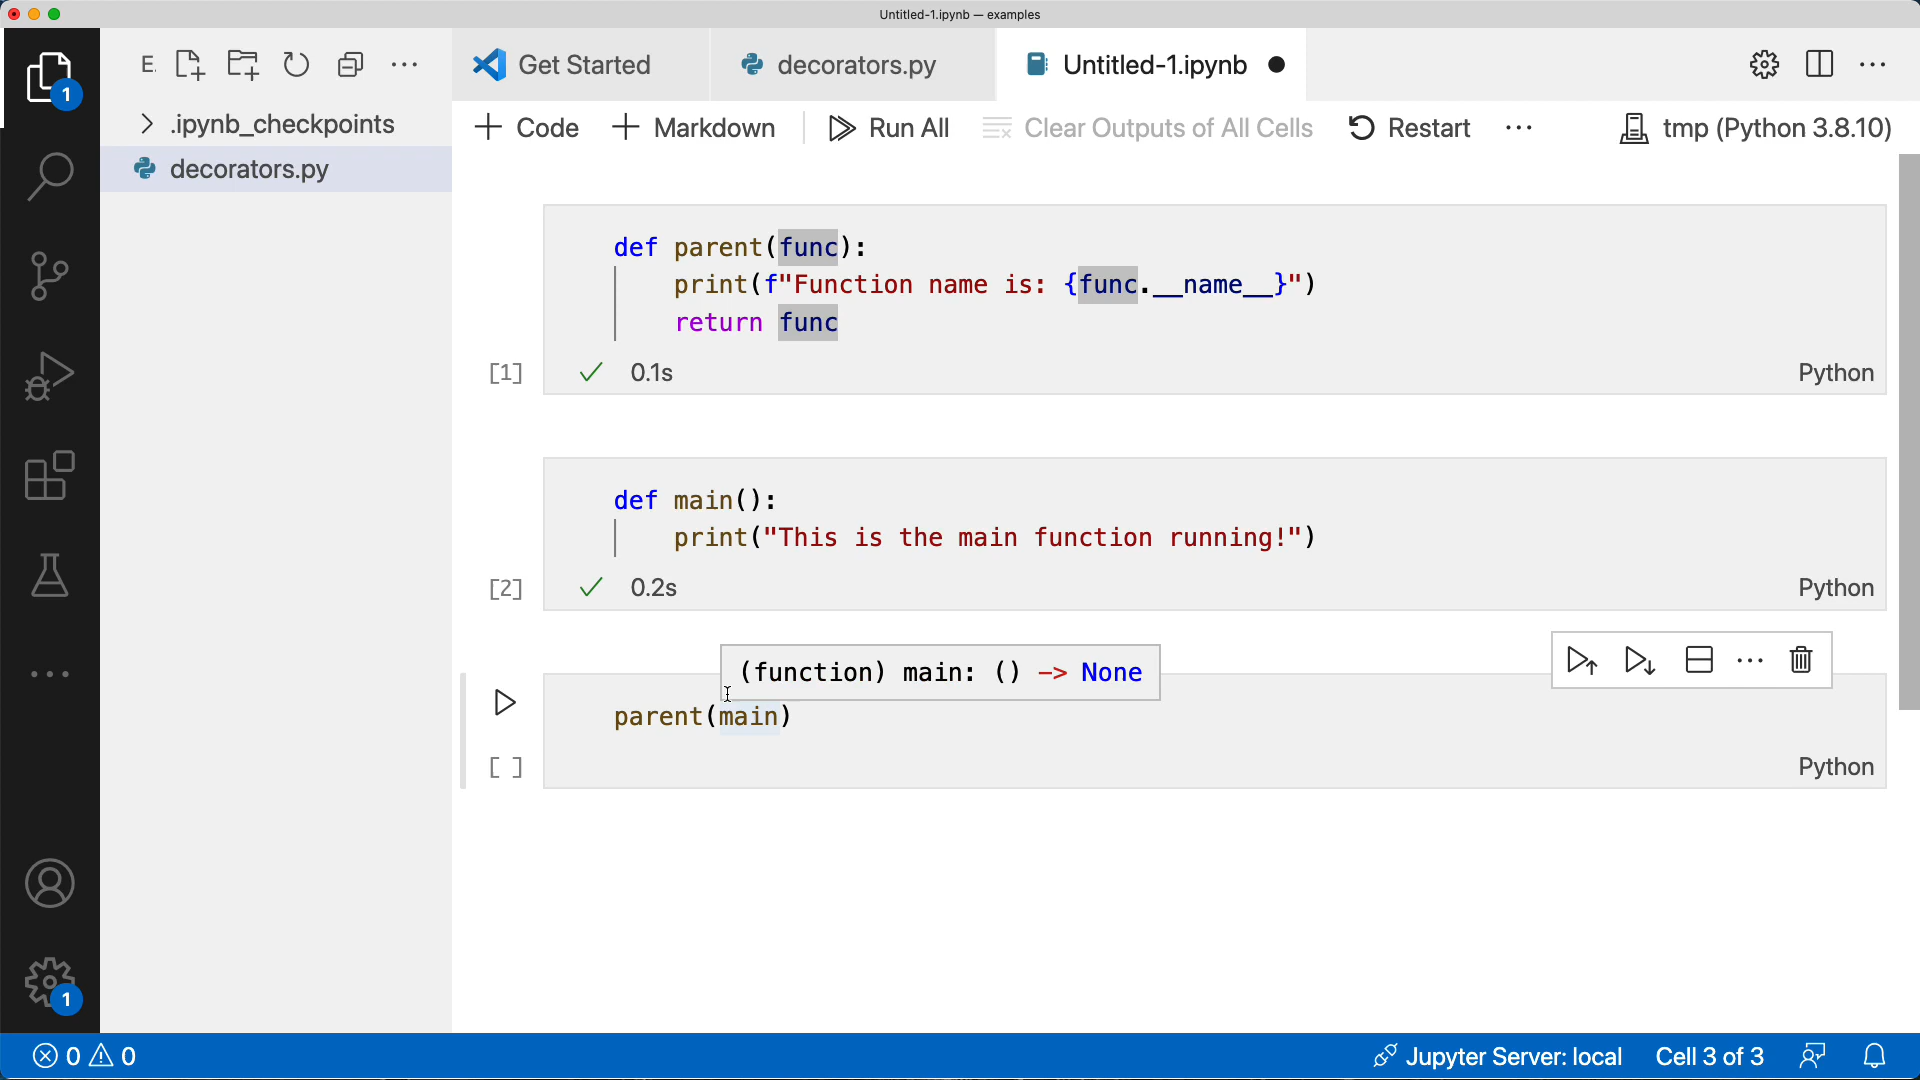 Untitled-1.ipynb — examples
E.
Get Started
decorators.py
Untitled-1.ipynb
1
.ipynb_checkpoints
decorators.py
Code
Markdown
Run All
Clear Outputs of All Cells
Restart
tmp (Python 3.8.10)
def parent(func):
print(f"Function name is: {func.__name__}")
return func
[1]
0.1s
Python
def main():
print("This is the main function running!")
[2]
0.2s
Python
(function) main: () -> None
parent(main)
[ ]
Python
1
0 0
Jupyter Server: local
Cell 3 of 3